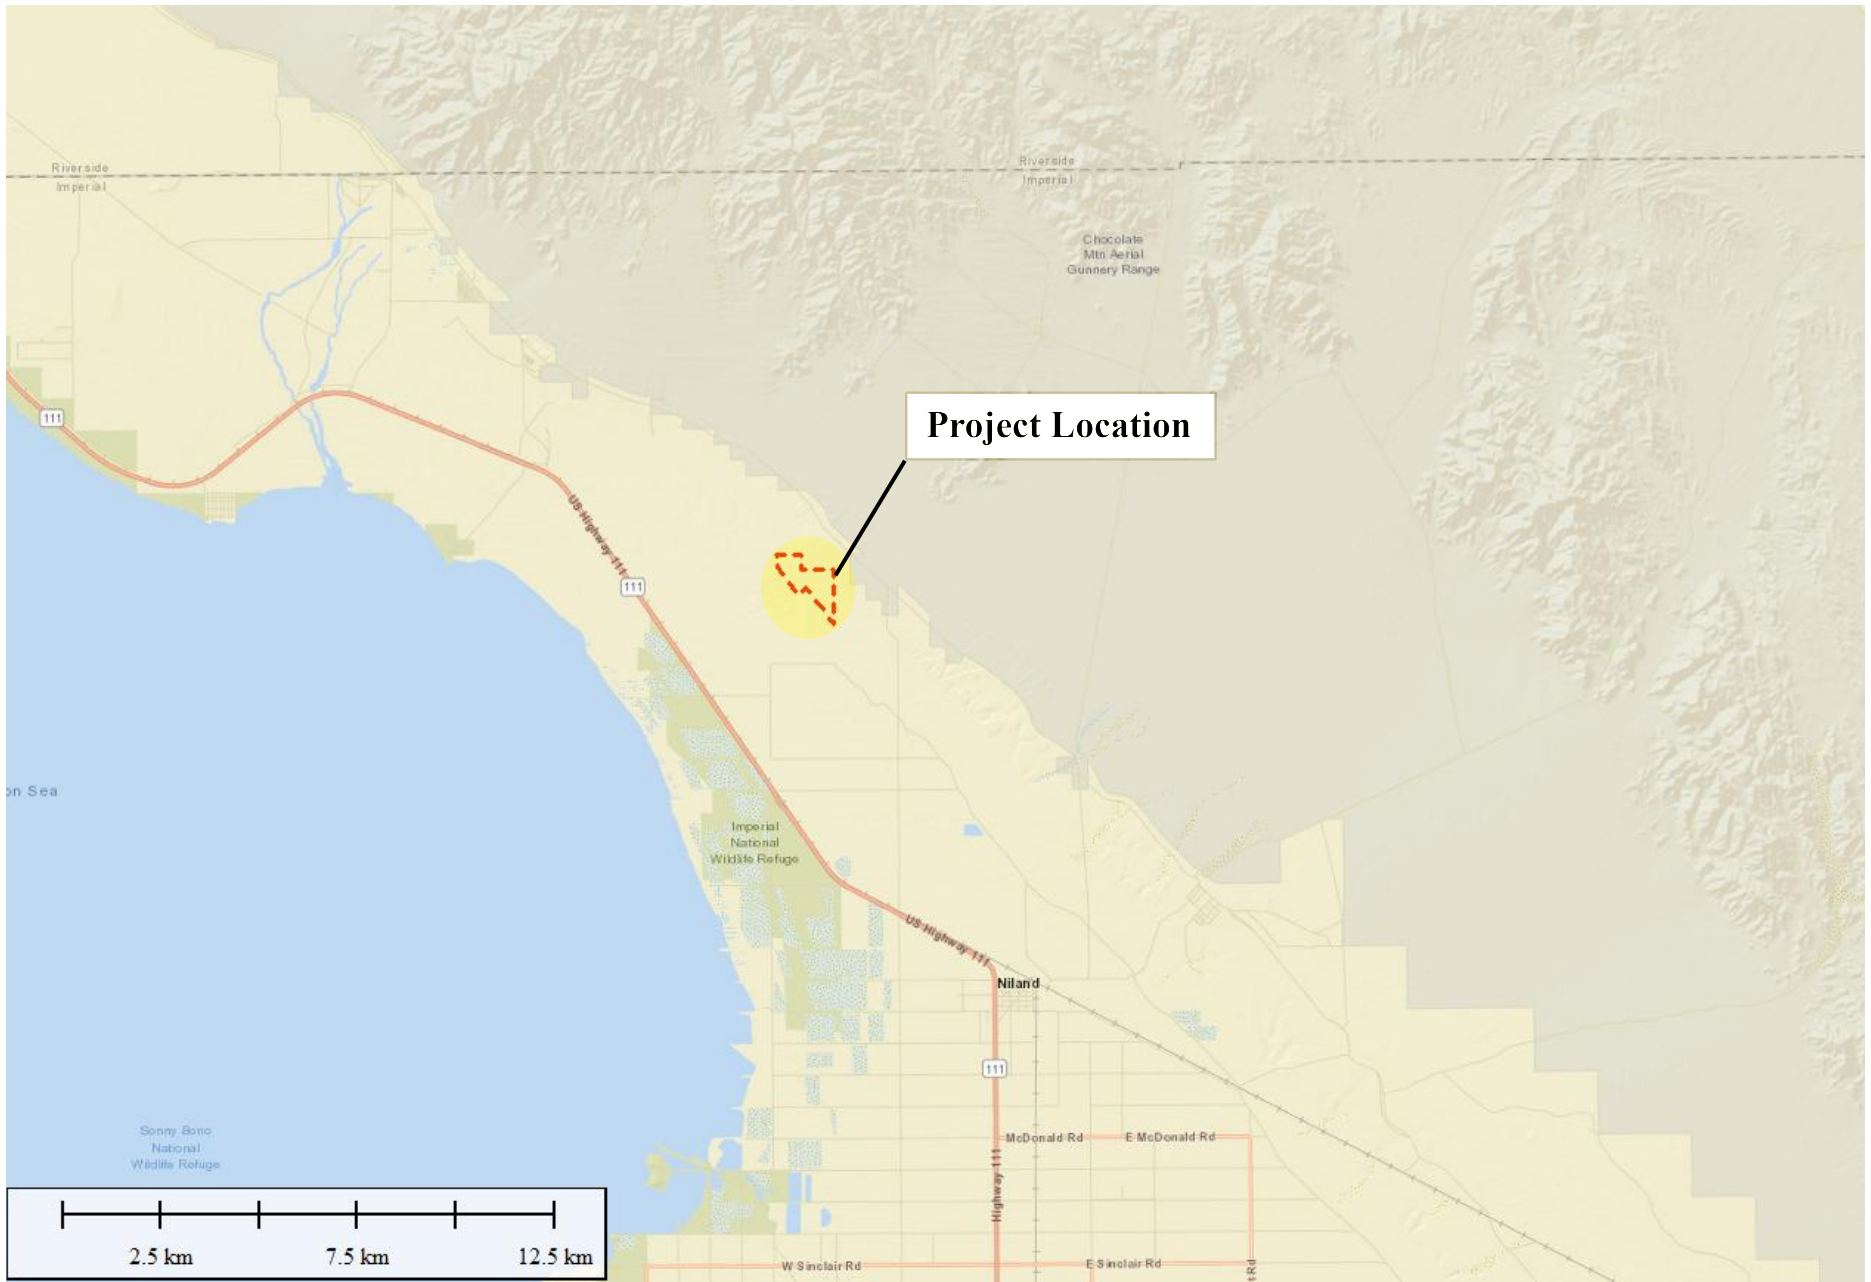 Riverside
Imperial
Riverside
Imperial
Chocolate
Mtn Aerial
Gunnery Range
111
Project Location
US Highway 111
111
on Sea
Imperial
National
Wildlife Refuge
US Highway 111
Niland
111
Sonny Bono
National
Wildlife Refuge
McDonald Rd
E McDonald Rd
Highway 111
2.5 km
7.5 km
12.5 km
W Sinclair Rd
E Sinclair Rd
t Rd